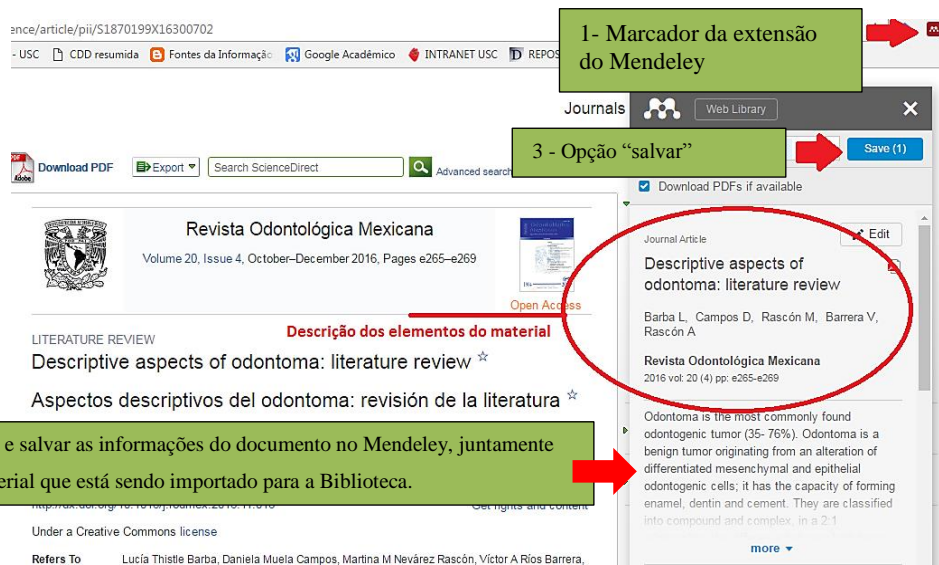 ence/article/pii/S1870199X16300702
- USC CDD resumida Fontes da Informação Google Acadêmico INTRANET USC REPOS
1- Marcador da extensão
do Mendeley
Journals
Web Library
3 - Opção “salvar”
Save (1)
PDF
Adobe
Download PDF
Export
Search ScienceDirect
Advanced search
Download PDFs if available
Revista Odontológica Mexicana
Volume 20, Issue 4, October–December 2016, Pages e265–e269
Open Access
Descrição dos elementos do material
LITERATURE REVIEW
Descriptive aspects of odontoma: literature review
Aspectos descriptivos del odontoma: revisión de la literatura
e salvar as informações do documento no Mendeley, juntamente
erial que está sendo importado para a Biblioteca.
Get rights and content
Under a Creative Commons license
Refers To Lucía Thistle Barba, Daniela Muela Campos, Martina M Nevárez Rascón, Víctor A Ríos Barrera,
Journal Article
Edit
Descriptive aspects of
odontoma: literature review
Barba L, Campos D, Rascón M, Barrera V,
Rascón A
Revista Odontológica Mexicana
2016 vol: 20 (4) pp: e265-e269
Odontoma is the most commonly found
odontogenic tumor (35- 76%). Odontoma is a
benign tumor originating from an alteration of
differentiated mesenchymal and epithelial
odontogenic cells; it has the capacity of forming
enamel, dentin and cement. They are classified
into compound and complex, in a 2:1
more